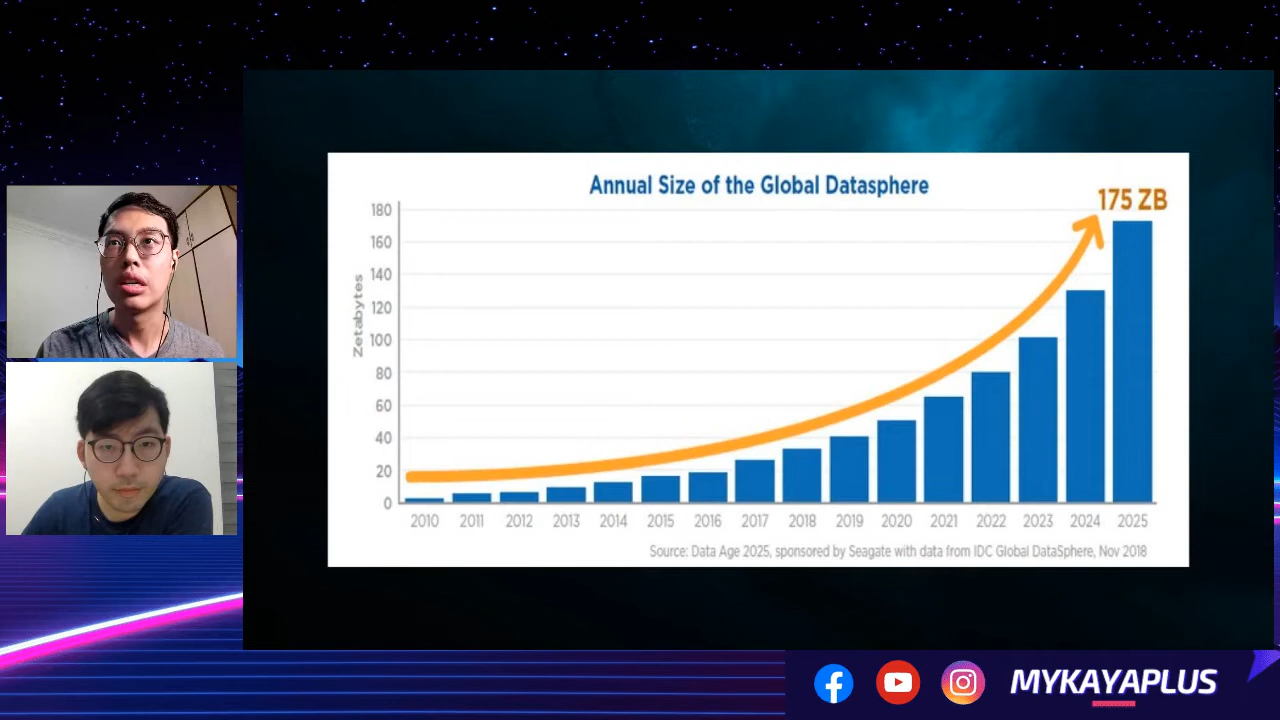 Annual Size of the Global Datasphere
175 ZB
Zetabytes
180
160
140
120
100
80
60
40
20
0
2010 2011 2012 2013 2014 2015 2016 2017 2018 2019 2020 2021 2022 2023 2024 2025
Source: Data Age 2025, sponsored by Seagate with data from IDC Global DataSphere, Nov 2018
MYKAYAPLUS